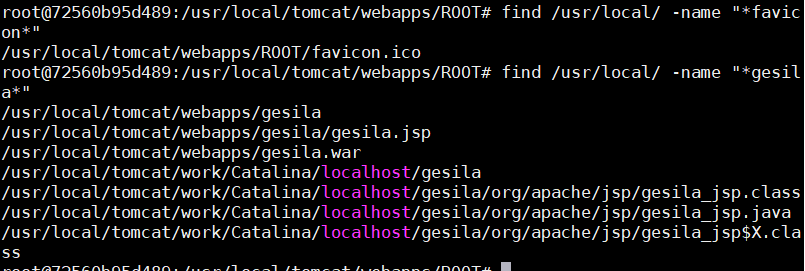 root@72560b95d489:/usr/local/tomcat/webapps/ROOT# find /usr/local/ -name "*favic
on*"
/usr/local/tomcat/webapps/ROOT/favicon.ico
root@72560b95d489:/usr/local/tomcat/webapps/ROOT# find /usr/local/ -name "*gesil
a*"
/usr/local/tomcat/webapps/gesila
/usr/local/tomcat/webapps/gesila/gesila.jsp
/usr/local/tomcat/webapps/gesila.war
/usr/local/tomcat/work/Catalina/localhost/gesila
/usr/local/tomcat/work/Catalina/localhost/gesila/org/apache/jsp/gesila_jsp.class
/usr/local/tomcat/work/Catalina/localhost/gesila/org/apache/jsp/gesila_jsp.java
/usr/local/tomcat/work/Catalina/localhost/gesila/org/apache/jsp/gesila_jsp$X.cla
ss
root@72560b95d489:/usr/local/tomcat/webapps/ROOT#